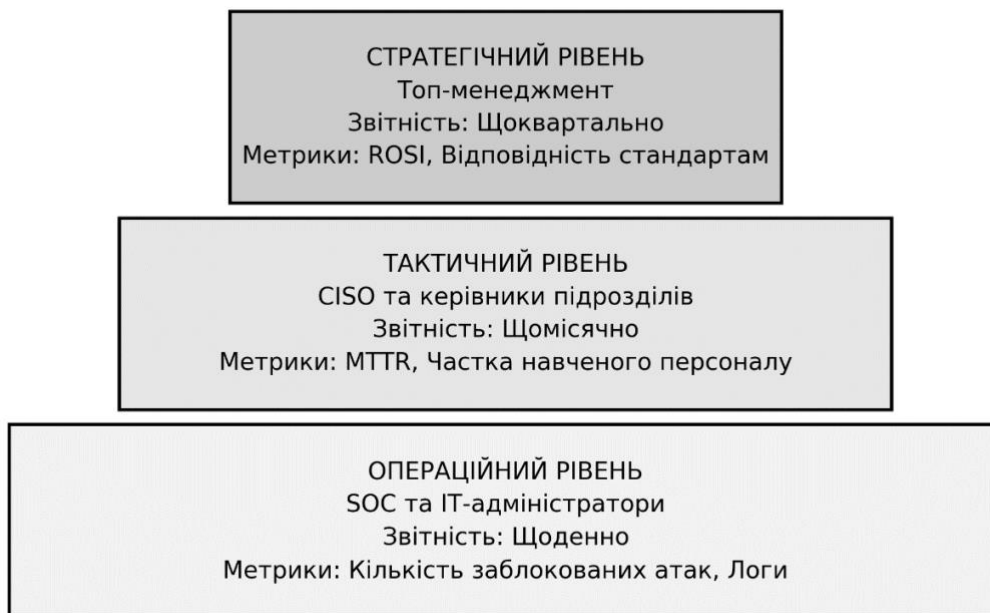 СТРАТЕГІЧНИЙ РІВЕНЬ
Топ-менеджмент
Звітність: Щоквартально
Метрики: ROSI, Відповідність стандартам
ТАКТИЧНИЙ РІВЕНЬ
CISO та керівники підрозділів
Звітність: Щомісячно
Метрики: MTTR, Частка навченого персоналу
ОПЕРАЦІЙНИЙ РІВЕНЬ
SOC та ІТ-адміністратори
Звітність: Щоденно
Метрики: Кількість заблокованих атак, Логи